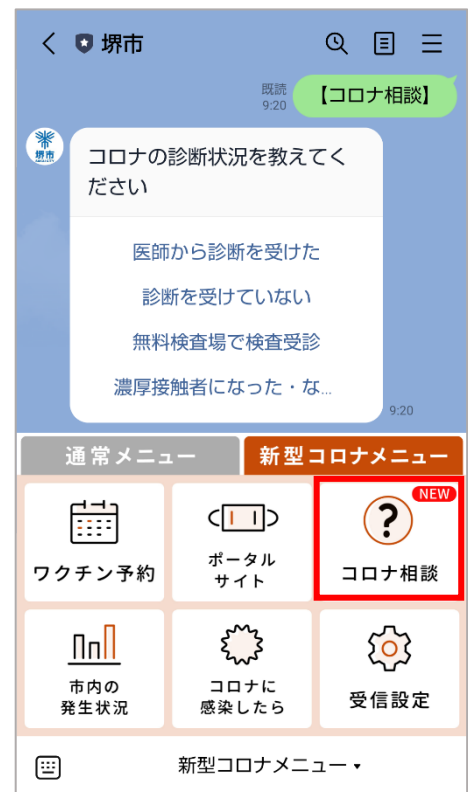 堺市
既読
9:20
【コロナ相談】
堺市
コロナの診断状況を教えてく
ださい
医師から診断を受けた
診断を受けていない
無料検査場で検査受診
濃厚接触者になった・な...
9:20
通常メニュー
新型コロナメニュー
ワクチン予約
ポータル
サイト
NEW
?
コロナ相談
市内の
発生状況
コロナに
感染したら
受信設定
新型コロナメニュー▾